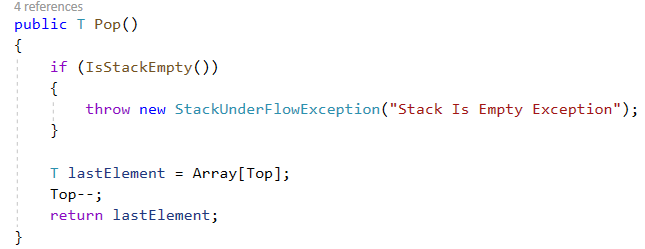 4 references
public T Pop()
{
if (IsStackEmpty())
{
throw new StackUnderFlowException("Stack Is Empty Exception");
}
T lastElement = Array[Top];
Top--;
return lastElement;
}